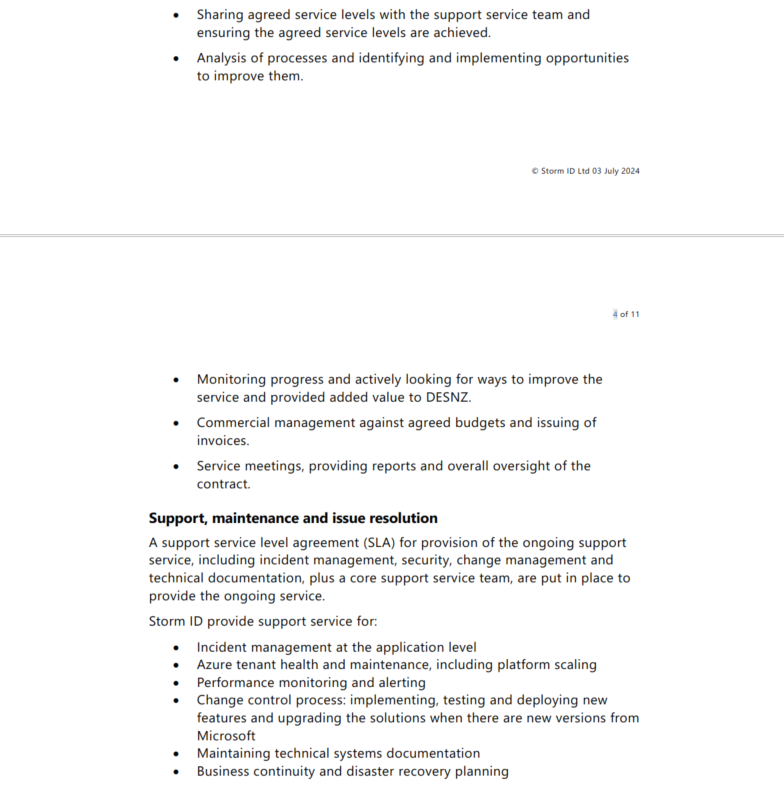 • Sharing agreed service levels with the support service team and
ensuring the agreed service levels are achieved.
• Analysis of processes and identifying and implementing opportunities
to improve them.
© Storm ID Ltd 03 July 2024
4 of 11
• Monitoring progress and actively looking for ways to improve the
service and provided added value to DESNZ.
• Commercial management against agreed budgets and issuing of
invoices.
• Service meetings, providing reports and overall oversight of the
contract.
Support, maintenance and issue resolution
A support service level agreement (SLA) for provision of the ongoing support
service, including incident management, security, change management and
technical documentation, plus a core support service team, are put in place to
provide the ongoing service.
Storm ID provide support service for:
• Incident management at the application level
• Azure tenant health and maintenance, including platform scaling
• Performance monitoring and alerting
• Change control process: implementing, testing and deploying new
features and upgrading the solutions when there are new versions from
Microsoft
• Maintaining technical systems documentation
• Business continuity and disaster recovery planning